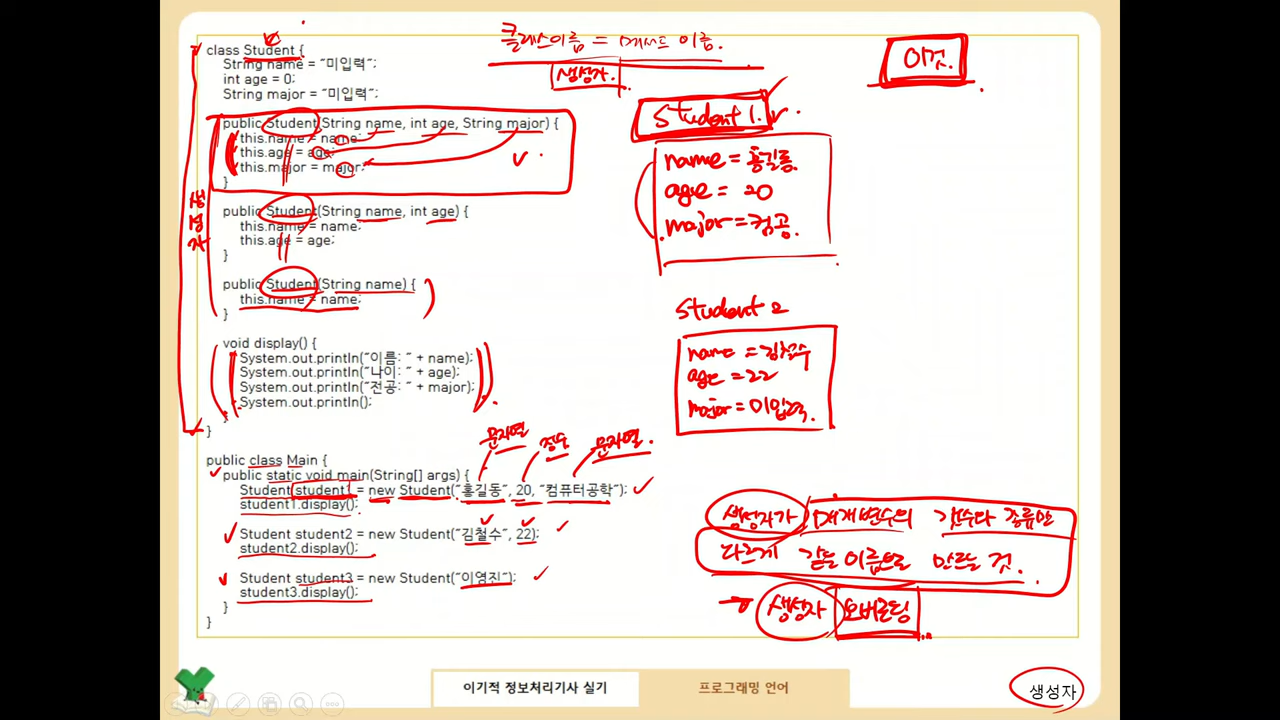 클래스이름 = 메서드 이름.
생성자.
이것.
class Student {
String name = "미입력";
int age = 0;
String major = "미입력";
public Student(String name, int age, String major) {
this.name = name;
this.age = age;
this.major = major;
}
public Student(String name, int age) {
this.name = name;
this.age = age;
}
public Student(String name) {
this.name = name;
}
void display() {
System.out.println("이름: " + name);
System.out.println("나이: " + age);
System.out.println("전공: " + major);
System.out.println();
}
}
Student 1.
name = 홍길동
age = 20
major = 컴공.
Student 2
name = 김철수
age = 22
major = 미입력.
문자열 정수 문자열.
public class Main {
public static void main(String[] args) {
Student student1 = new Student("홍길동", 20, "컴퓨터공학");
student1.display();
Student student2 = new Student("김철수", 22);
student2.display();
Student student3 = new Student("이영진");
student3.display();
}
}
생성자가 매개변수의 갯수나 종류만
다르게 같은 이름으로 만드는 것.
→ 생성자 오버로딩
이기적 정보처리기사 실기
프로그래밍 언어
생성자